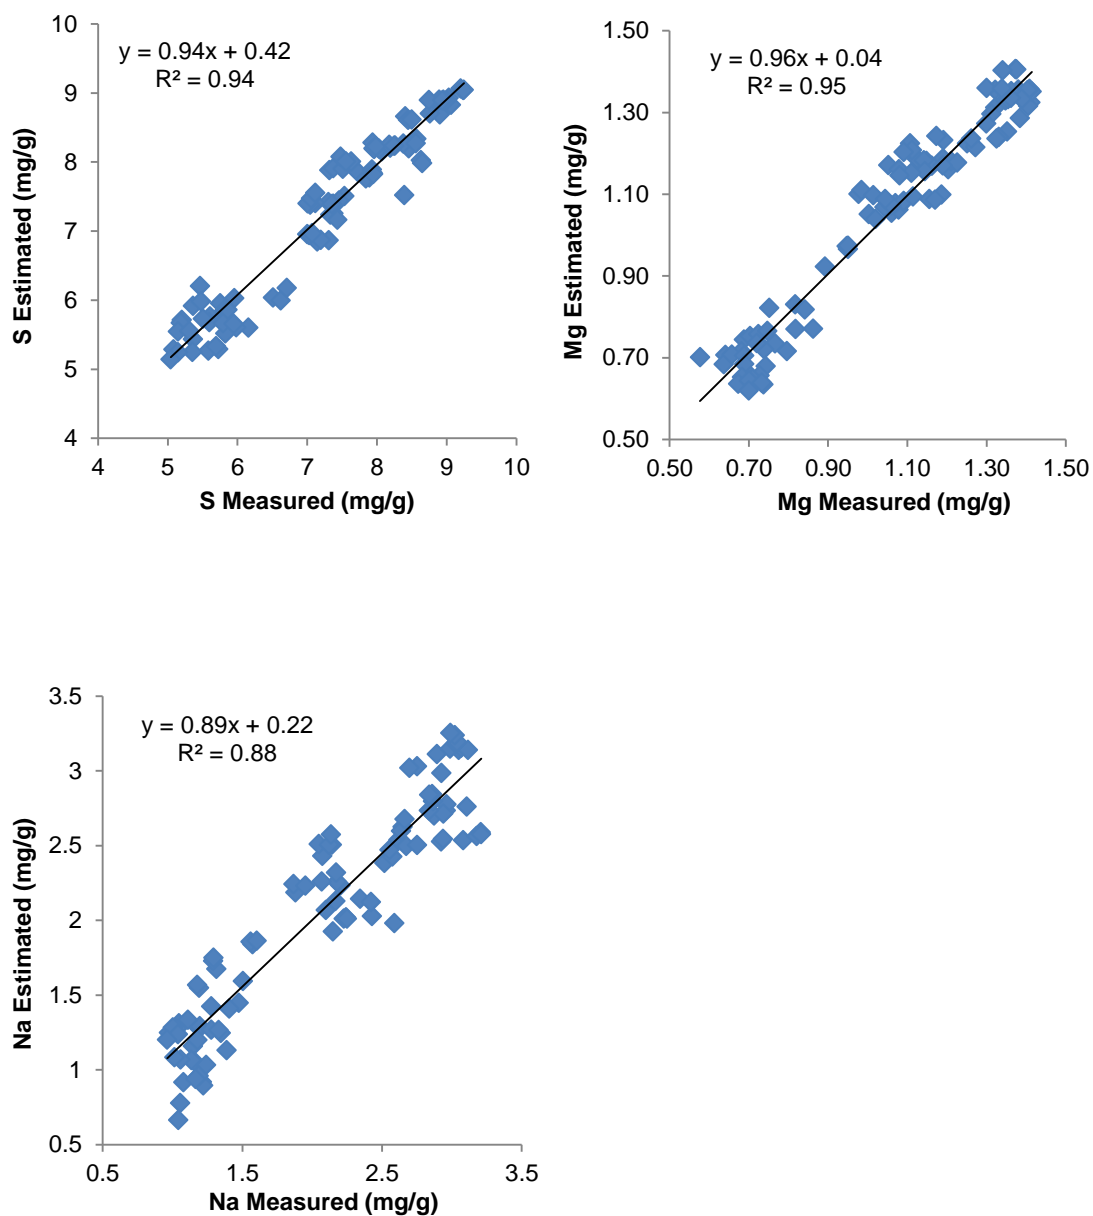 y = 0.94x + 0.42
R² = 0.94
10
9
8
7
6
5
4
S Estimated (mg/g)
4 5 6 7 8 9 10
S Measured (mg/g)
y = 0.96x + 0.04
R² = 0.95
1.50
1.30
1.10
0.90
0.70
0.50
Mg Estimated (mg/g)
0.50 0.70 0.90 1.10 1.30 1.50
Mg Measured (mg/g)
y = 0.89x + 0.22
R² = 0.88
3.5
3
2.5
2
1.5
1
0.5
Na Estimated (mg/g)
0.5 1.5 2.5 3.5
Na Measured (mg/g)